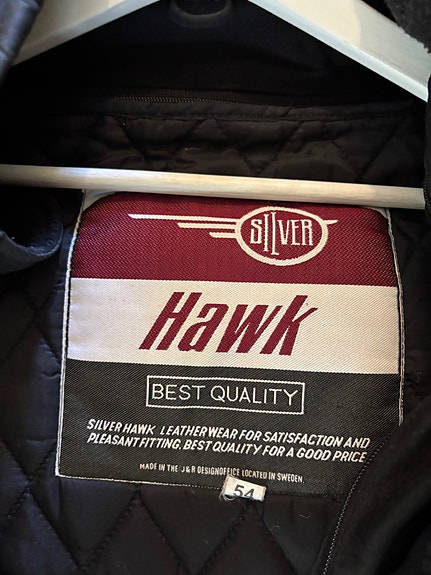 SILVER
Hawk
BEST QUALITY
SILVER HAWK LEATHERWEAR FOR SATISFACTION AND
PLEASANT FITTING. BEST QUALITY FOR A GOOD PRICE
MADE IN THE J&R DESIGNOFFICE LOCATED IN SWEDEN.
54